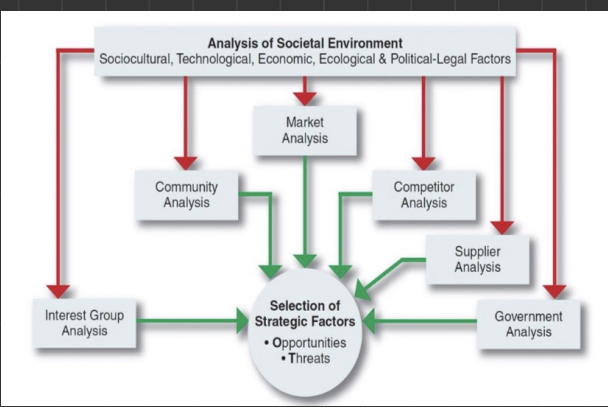 Analysis of Societal Environment
Sociocultural, Technological, Economic, Ecological & Political-Legal Factors
Market
Analysis
Community
Analysis
Competitor
Analysis
Supplier
Analysis
Interest Group
Analysis
Selection of
Strategic Factors
• Opportunities
• Threats
Government
Analysis